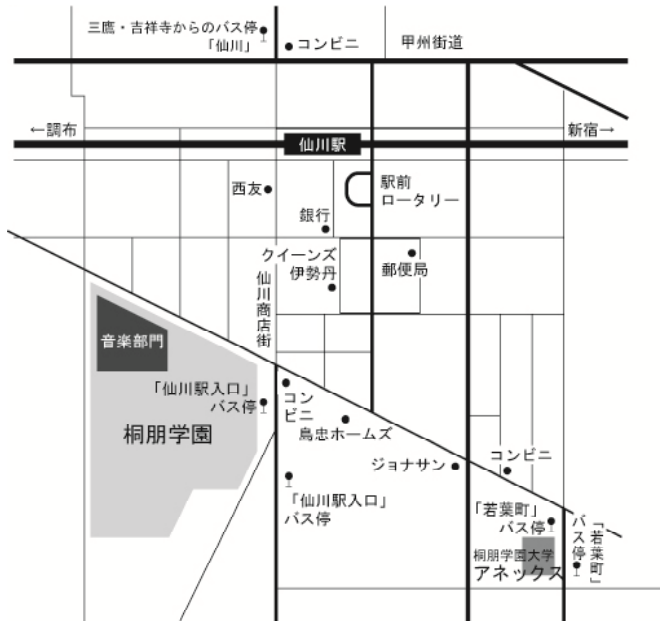 三鷹・吉祥寺からのバス停
「仙川」
コンビニ
甲州街道
←調布
新宿→
仙川駅
西友
駅前
ロータリー
銀行
クイーンズ
伊勢丹
郵便局
仙川商店街
音楽部門
「仙川駅入口」
バス停
コン
ビニ
桐朋学園
島忠ホームズ
ジョナサン
コンビニ
「仙川駅入口」
バス停
「若葉町」
バス停
「若葉町」
バス停
桐朋学園大学
アネックス